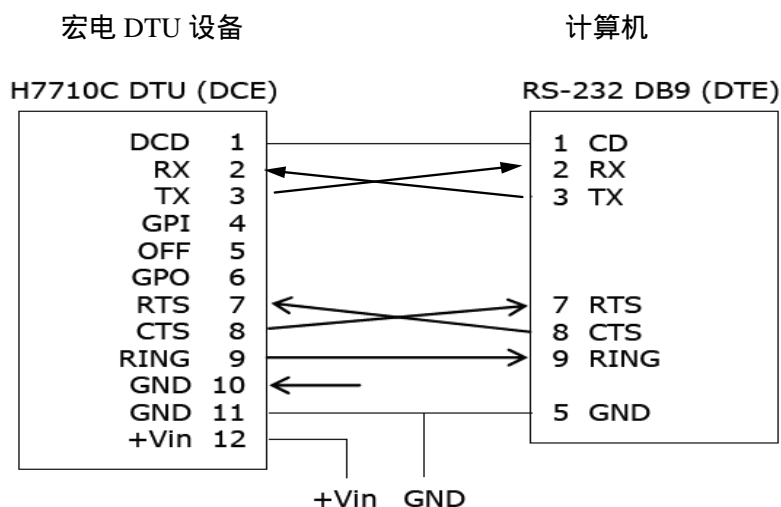 宏电 DTU 设备 计算机
H7710C DTU (DCE) RS-232 DB9 (DTE)
DCD 1 1 CD
RX 2 2 RX
TX 3 3 TX
GPI 4
OFF 5
GPO 6
RTS 7 7 RTS
CTS 8 8 CTS
RING 9 9 RING
GND 10
GND 11 5 GND
+Vin 12
+Vin GND